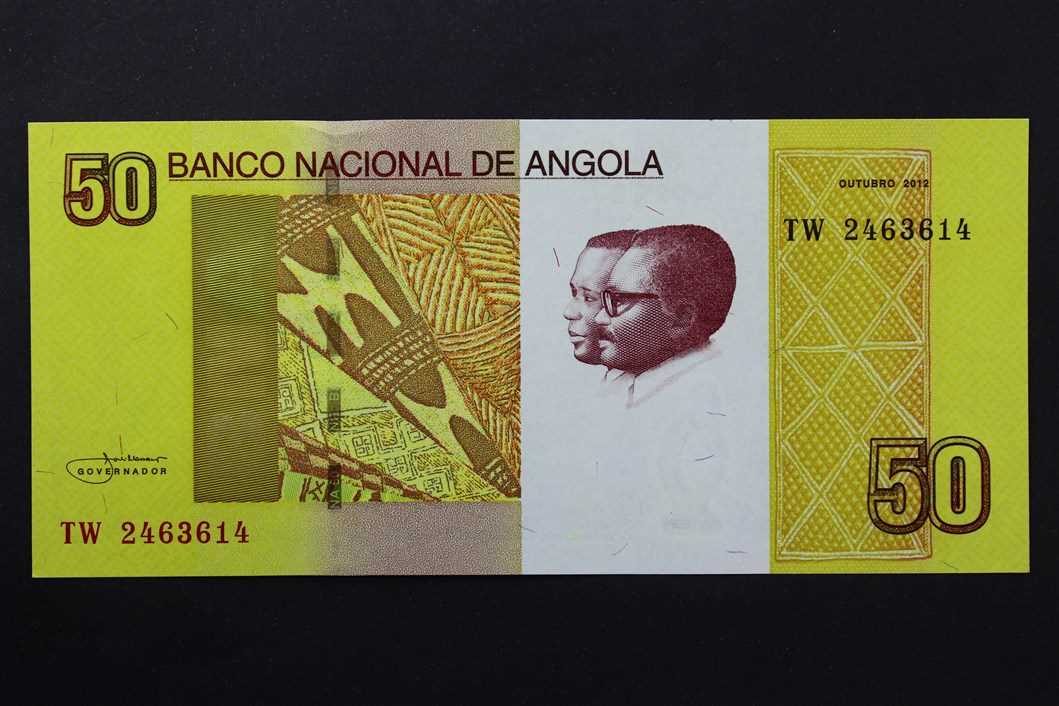 50
BANCO NACIONAL DE ANGOLA
OUTUBRO 2012
TW 2463614
GOVERNADOR
TW 2463614
50